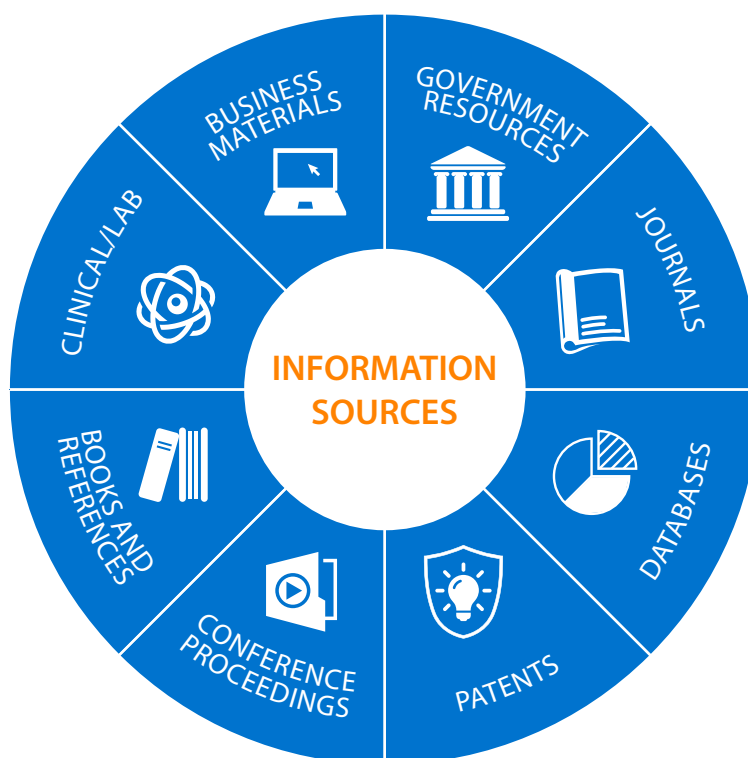 BUSINESS
MATERIALS
GOVERNMENT
RESOURCES
CLINICAL/LAB
JOURNALS
INFORMATION
SOURCES
BOOKS AND
REFERENCES
DATABASES
CONFERENCE
PROCEEDINGS
PATENTS